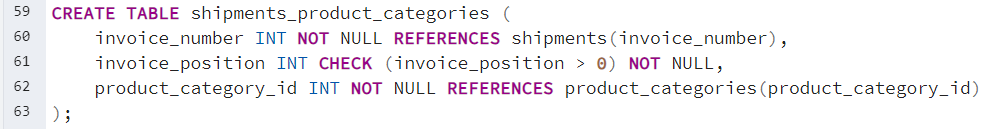 59 CREATE TABLE shipments_product_categories (
60     invoice_number INT NOT NULL REFERENCES shipments(invoice_number),
61     invoice_position INT CHECK (invoice_position > 0) NOT NULL,
62     product_category_id INT NOT NULL REFERENCES product_categories(product_category_id)
63 );